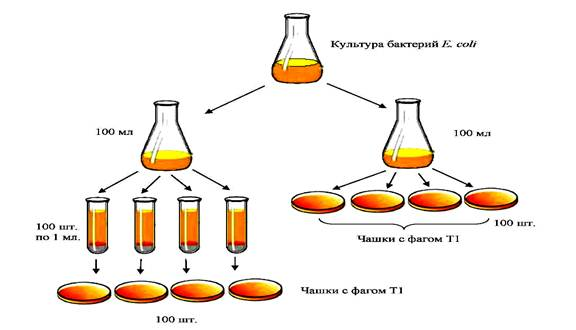 Культура бактерий E. coli
100 мл
100 мл
100 шт.
по 1 мл.
100 шт.
Чашки с фагом Т1
Чашки с фагом Т1
100 шт.